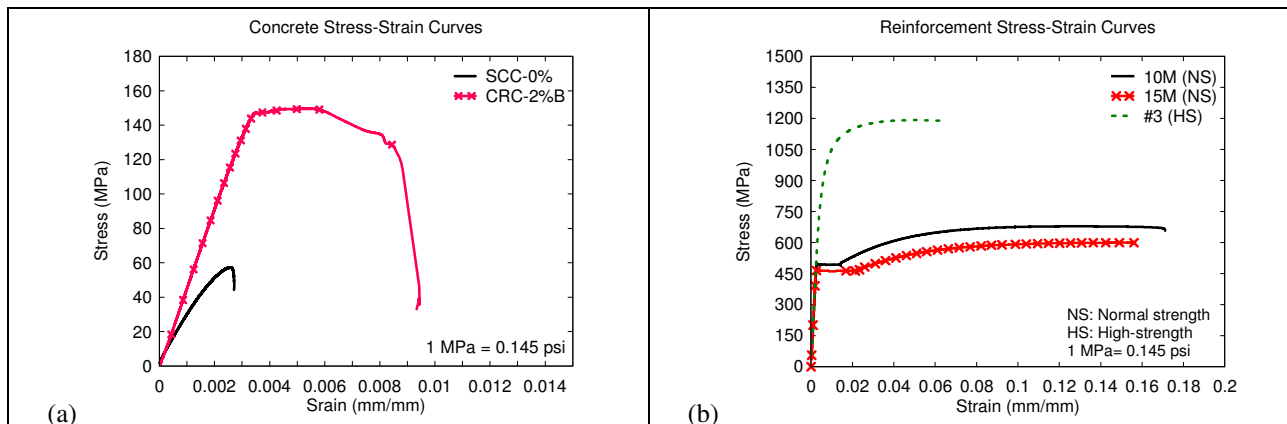 Concrete Stress-Strain Curves
180
160
140
120
100
80
60
40
20
0
Stress (MPa)
SCC-0%
CRC-2%B
1 MPa = 0.145 psi
0 0.002 0.004 0.006 0.008 0.01 0.012 0.014
Srain (mm/mm)
(a)
Reinforcement Stress-Strain Curves
1500
1350
1200
1050
900
750
600
450
300
150
0
Stress (MPa)
10M (NS)
15M (NS)
#3 (HS)
NS: Normal strength
HS: High-strength
1 MPa= 0.145 psi
0 0.02 0.04 0.06 0.08 0.1 0.12 0.14 0.16 0.18 0.2
Strain (mm/mm)
(b)